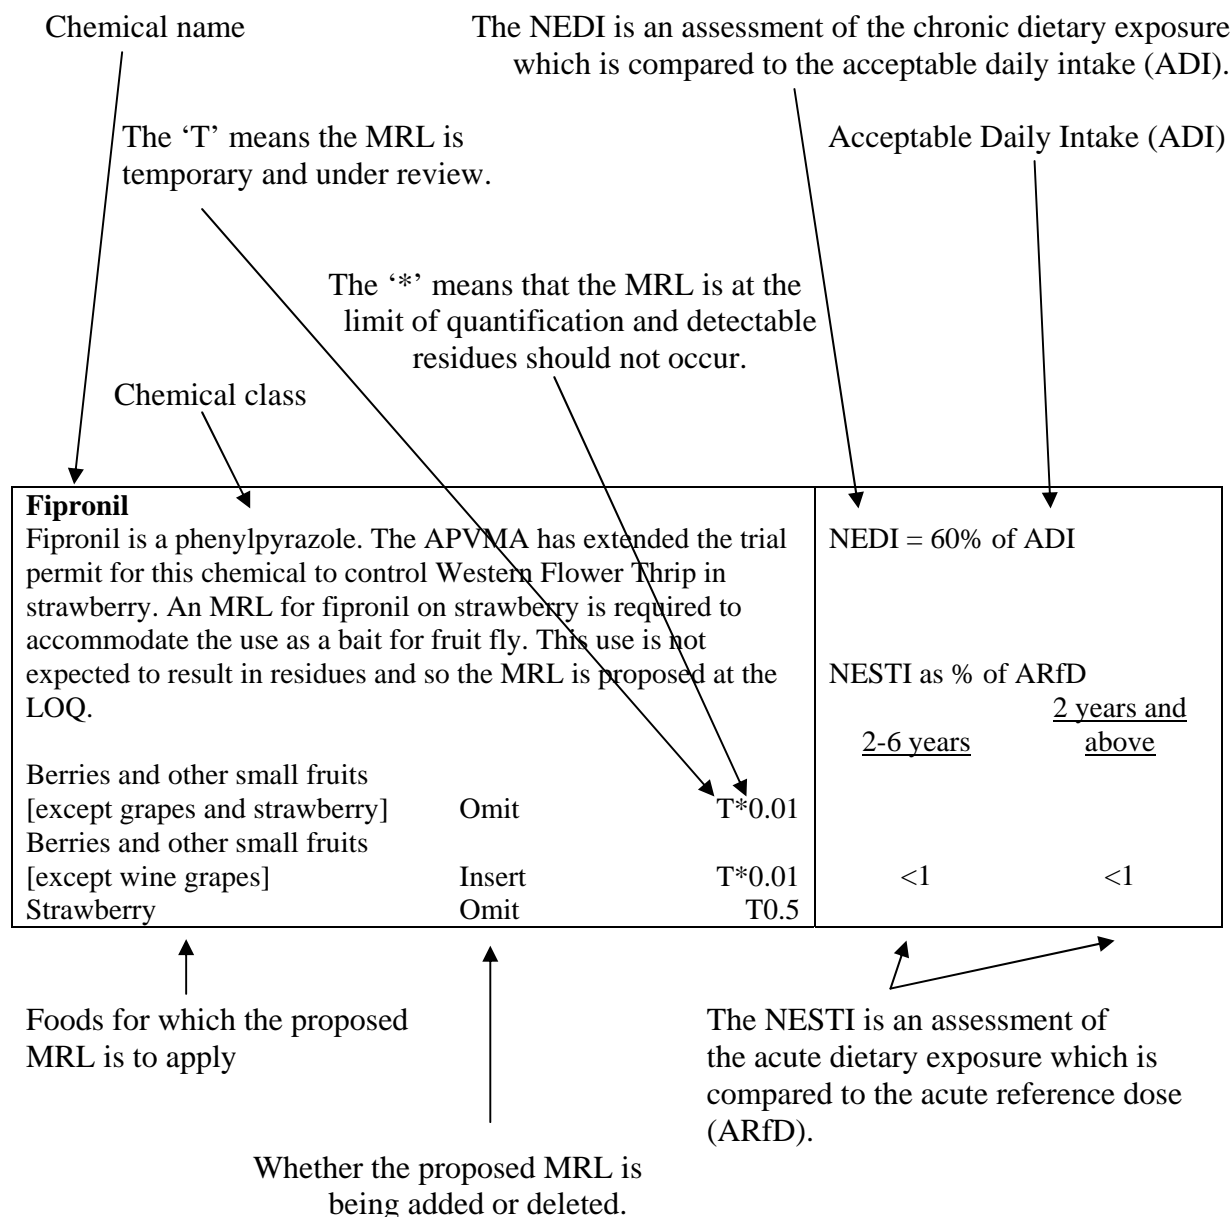 Chemical name
The NEDI is an assessment of the chronic dietary exposure
which is compared to the acceptable daily intake (ADI).
The ‘T’ means the MRL is
temporary and under review.
Acceptable Daily Intake (ADI)
The ‘*’ means that the MRL is at the
limit of quantification and detectable
residues should not occur.
Chemical class
Fipronil
Fipronil is a phenylpyrazole. The APVMA has extended the trial
permit for this chemical to control Western Flower Thrip in
strawberry. An MRL for fipronil on strawberry is required to
accommodate the use as a bait for fruit fly. This use is not
expected to result in residues and so the MRL is proposed at the
LOQ.
Berries and other small fruits
[except grapes and strawberry] Omit T*0.01
Berries and other small fruits
[except wine grapes] Insert T*0.01
Strawberry Omit T0.5
NEDI = 60% of ADI
NESTI as % of ARfD
2 years and
2-6 years above
<1 <1
Foods for which the proposed
MRL is to apply
The NESTI is an assessment of
the acute dietary exposure which is
compared to the acute reference dose
(ARfD).
Whether the proposed MRL is
being added or deleted.